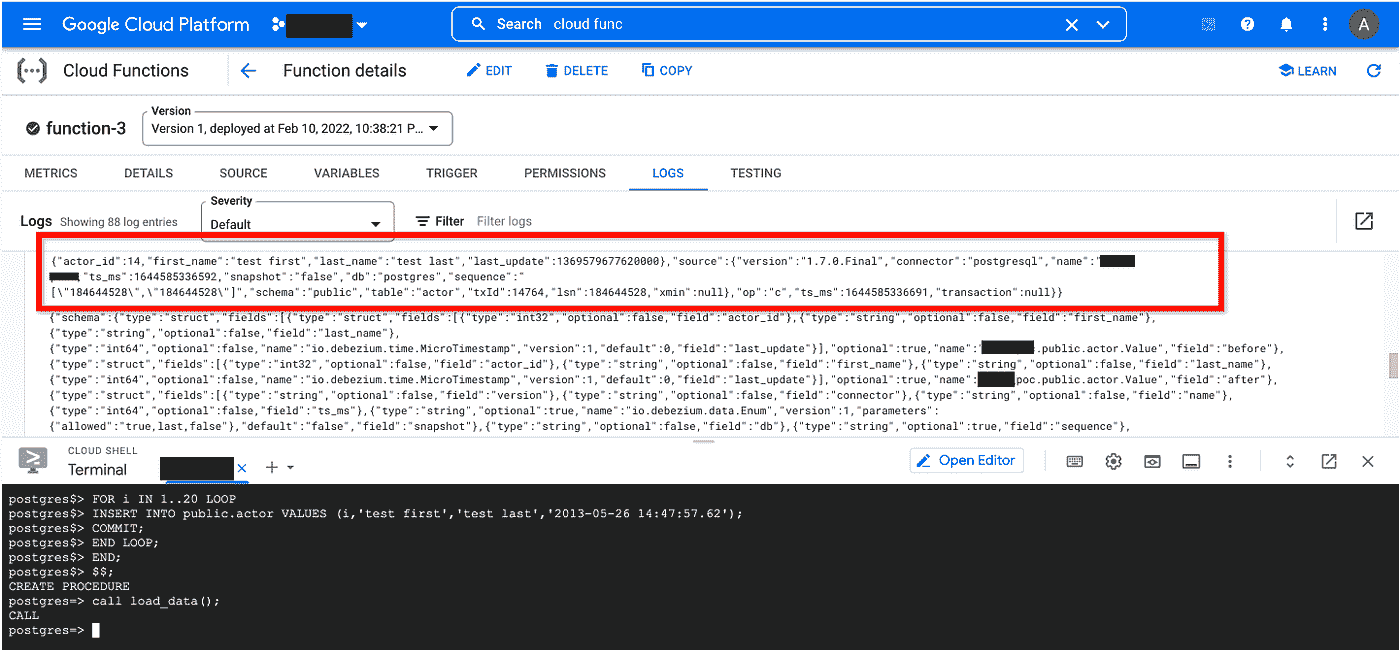 Google Cloud Platform
Search cloud func
A
Cloud Functions
Function details
EDIT
DELETE
COPY
LEARN
function-3
Version
Version 1, deployed at Feb 10, 2022, 10:38:21 P...
METRICS DETAILS SOURCE VARIABLES TRIGGER PERMISSIONS LOGS TESTING
Logs Showing 88 log entries
Severity
Default
Filter Filter logs
{"actor_id":14,"first_name":"test first","last_name":"test last","last_update":1369579677620000},"source":{"version":"1.7.0.Final","connector":"postgresql","name":"
,"ts_ms":1644585336592,"snapshot":"false","db":"postgres","sequence":"
[\"184644528\",\"184644528\"]","schema":"public","table":"actor","txId":14764,"lsn":184644528,"xmin":null},"op":"c","ts_ms":1644585336691,"transaction":null}}
{"schema":{"type":"struct","fields":[{"type":"struct","fields":[{"type":"int32","optional":false,"field":"actor_id"},{"type":"string","optional":false,"field":"first_name"},
{"type":"string","optional":false,"field":"last_name"},
{"type":"int64","optional":false,"name":"io.debezium.time.MicroTimestamp","version":1,"default":0,"field":"last_update"}],"optional":true,"name":".public.actor.Value","field":"before"},
{"type":"struct","fields":[{"type":"int32","optional":false,"field":"actor_id"},{"type":"string","optional":false,"field":"first_name"},{"type":"string","optional":false,"field":"last_name"},
{"type":"int64","optional":false,"name":"io.debezium.time.MicroTimestamp","version":1,"default":0,"field":"last_update"}],"optional":true,"name":"poc.public.actor.Value","field":"after"},
{"type":"struct","fields":[{"type":"string","optional":false,"field":"version"},{"type":"string","optional":false,"field":"connector"},{"type":"string","optional":false,"field":"name"},
{"type":"int64","optional":false,"field":"ts_ms"},{"type":"string","optional":true,"name":"io.debezium.data.Enum","version":1,"parameters":
{"allowed":"true,last,false"},"default":"false","field":"snapshot"},{"type":"string","optional":false,"field":"db"},{"type":"string","optional":true,"field":"sequence"},
CLOUD SHELL
Terminal
Open Editor
postgres$> FOR i IN 1..20 LOOP
postgres$> INSERT INTO public.actor VALUES (i,'test first','test last','2013-05-26 14:47:57.62');
postgres$> COMMIT;
postgres$> END LOOP;
postgres$> END;
postgres$> $$;
CREATE PROCEDURE
postgres=> call load_data();
CALL
postgres=>